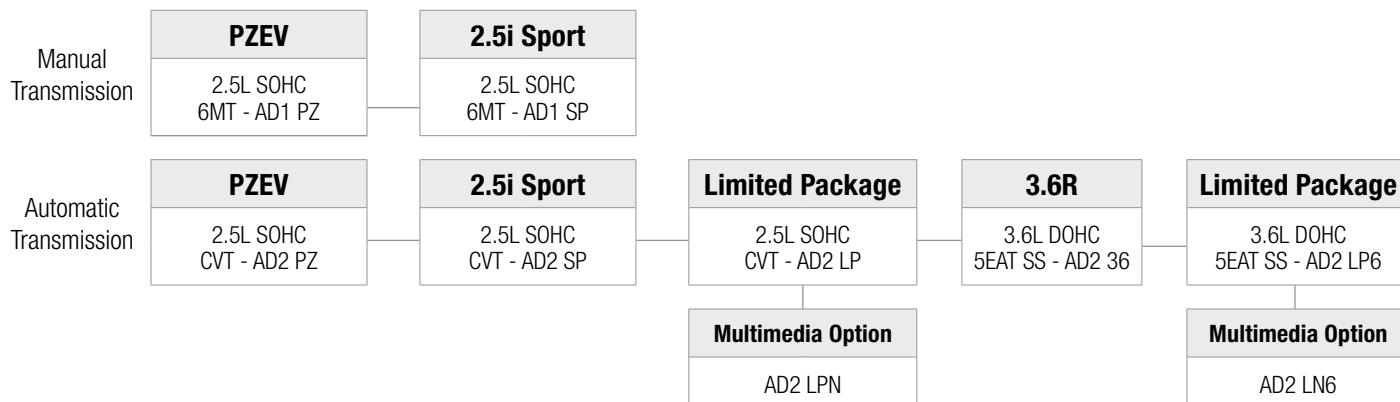 Manual
Transmission
PZEV
2.5L SOHC
6MT - AD1 PZ
2.5i Sport
2.5L SOHC
6MT - AD1 SP
Automatic
Transmission
PZEV
2.5L SOHC
CVT - AD2 PZ
2.5i Sport
2.5L SOHC
CVT - AD2 SP
Limited Package
2.5L SOHC
CVT - AD2 LP
3.6R
3.6L DOHC
5EAT SS - AD2 36
Limited Package
3.6L DOHC
5EAT SS - AD2 LP6
Multimedia Option
AD2 LPN
Multimedia Option
AD2 LN6